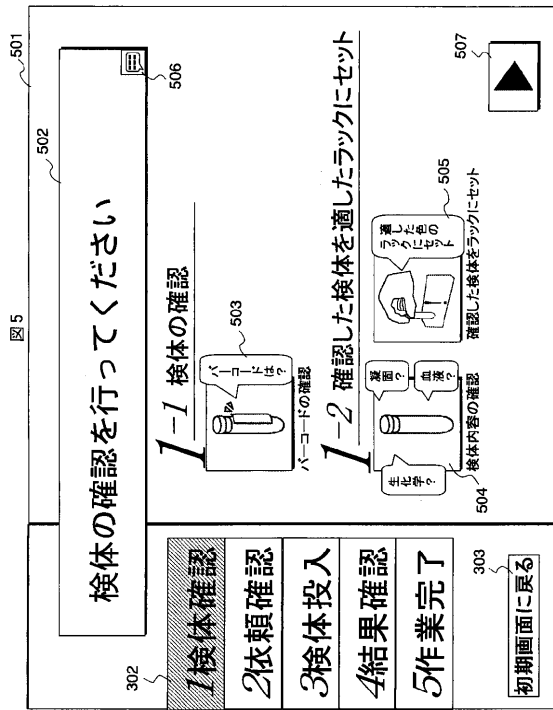 図5
501
502
検体の確認を行ってください
506
302
1検体確認
2依頼確認
3検体投入
4結果確認
5作業完了
303
初期画面に戻る
1-1 検体の確認
503
バーコードは?
バーコードの確認
1-2 確認した検体を適したラックにセット
504
生化学?
凝固?
血液?
検体内容の確認
505
適した色の
ラックにセット
確認した検体をラックにセット
507